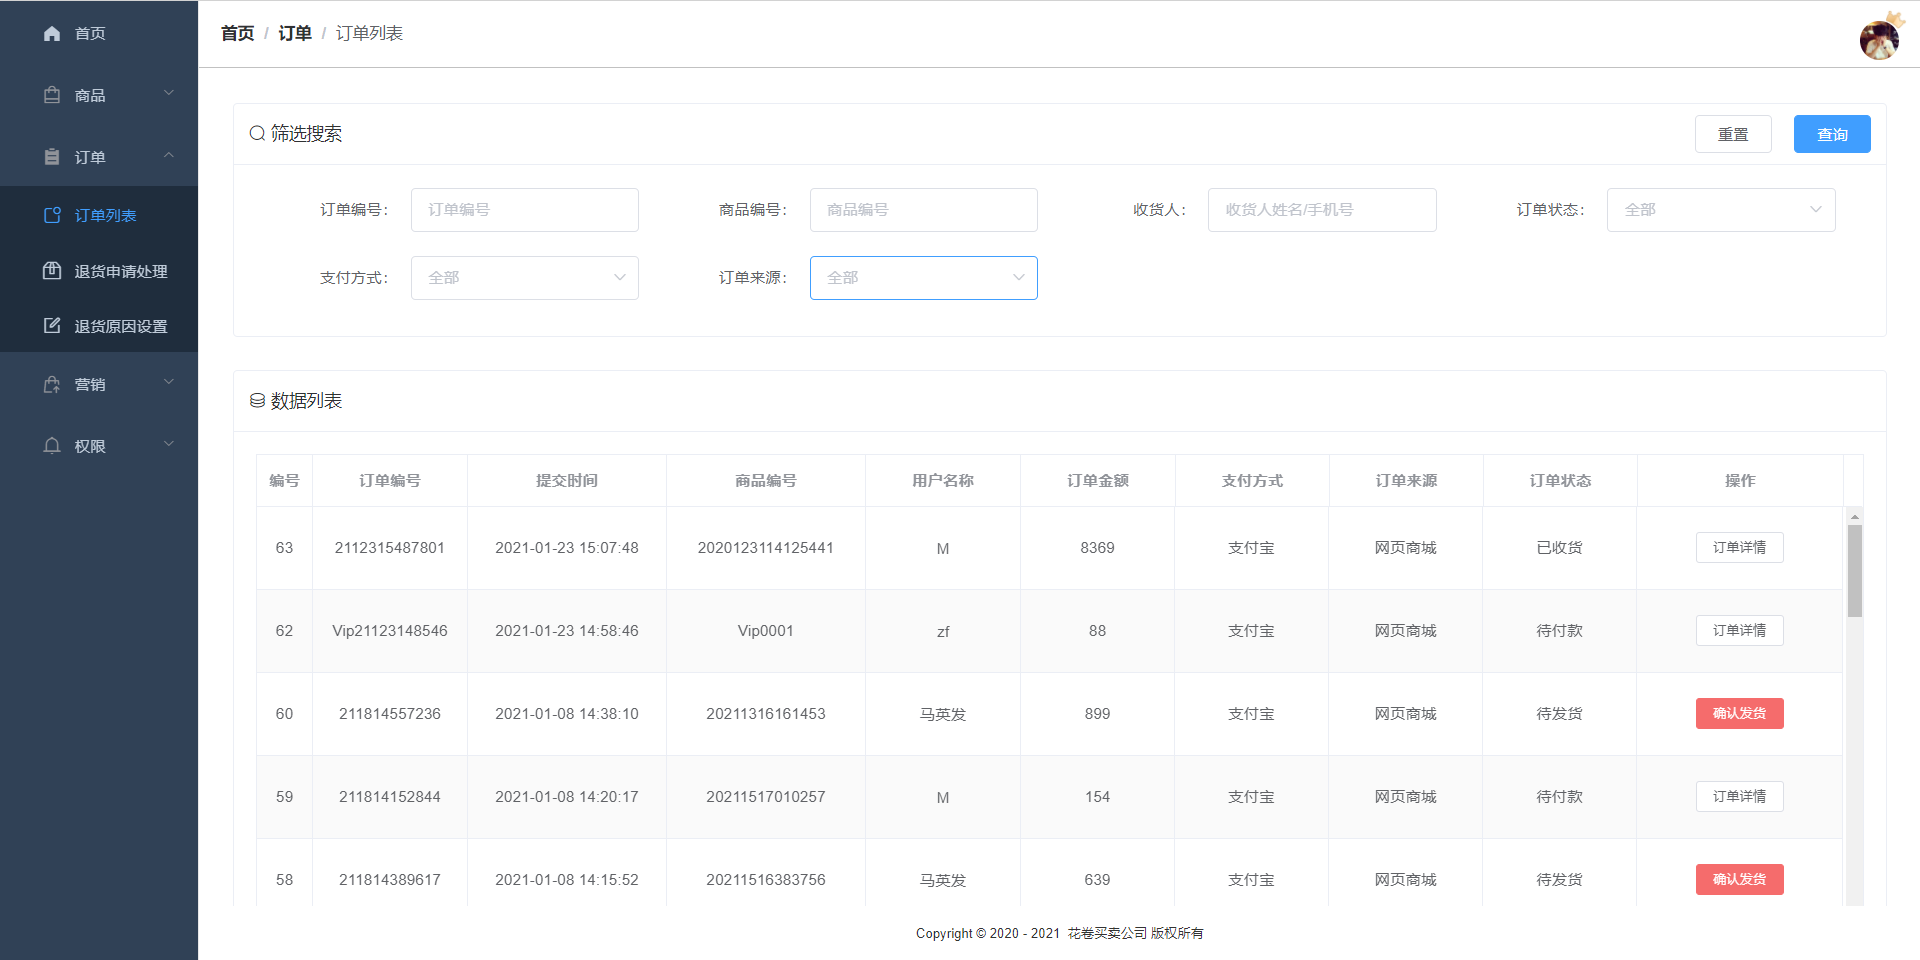 首页
商品
订单
订单列表
退货申请处理
退货原因设置
营销
权限
首页 / 订单 / 订单列表
筛选搜索 重置 查询
订单编号： 订单编号 商品编号： 商品编号 收货人： 收货人姓名/手机号 订单状态： 全部
支付方式： 全部 订单来源： 全部
数据列表
编号 订单编号 提交时间 商品编号 用户名称 订单金额 支付方式 订单来源 订单状态 操作
63 2112315487801 2021-01-23 15:07:48 2020123114125441 M 8369 支付宝 网页商城 已收货 订单详情
62 Vip21123148546 2021-01-23 14:58:46 Vip0001 zf 88 支付宝 网页商城 待付款 订单详情
60 211814557236 2021-01-08 14:38:10 20211316161453 马英发 899 支付宝 网页商城 待发货 确认发货
59 211814152844 2021-01-08 14:20:17 20211517010257 M 154 支付宝 网页商城 待付款 订单详情
58 211814389617 2021-01-08 14:15:52 20211516383756 马英发 639 支付宝 网页商城 待发货 确认发货
Copyright © 2020 - 2021 花卷买卖公司 版权所有